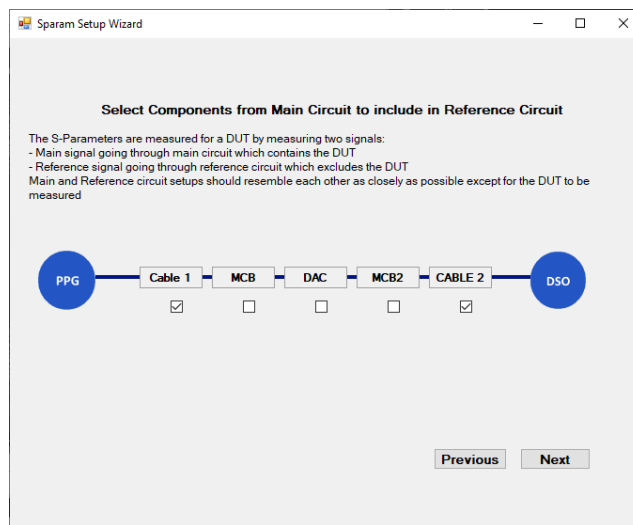 Sparam Setup Wizard
Select Components from Main Circuit to include in Reference Circuit
The S-Parameters are measured for a DUT by measuring two signals:
- Main signal going through main circuit which contains the DUT
- Reference signal going through reference circuit which excludes the DUT
Main and Reference circuit setups should resemble each other as closely as possible except for the DUT to be
measured
PPG Cable 1 MCB DAC MCB2 CABLE 2 DSO
Previous Next